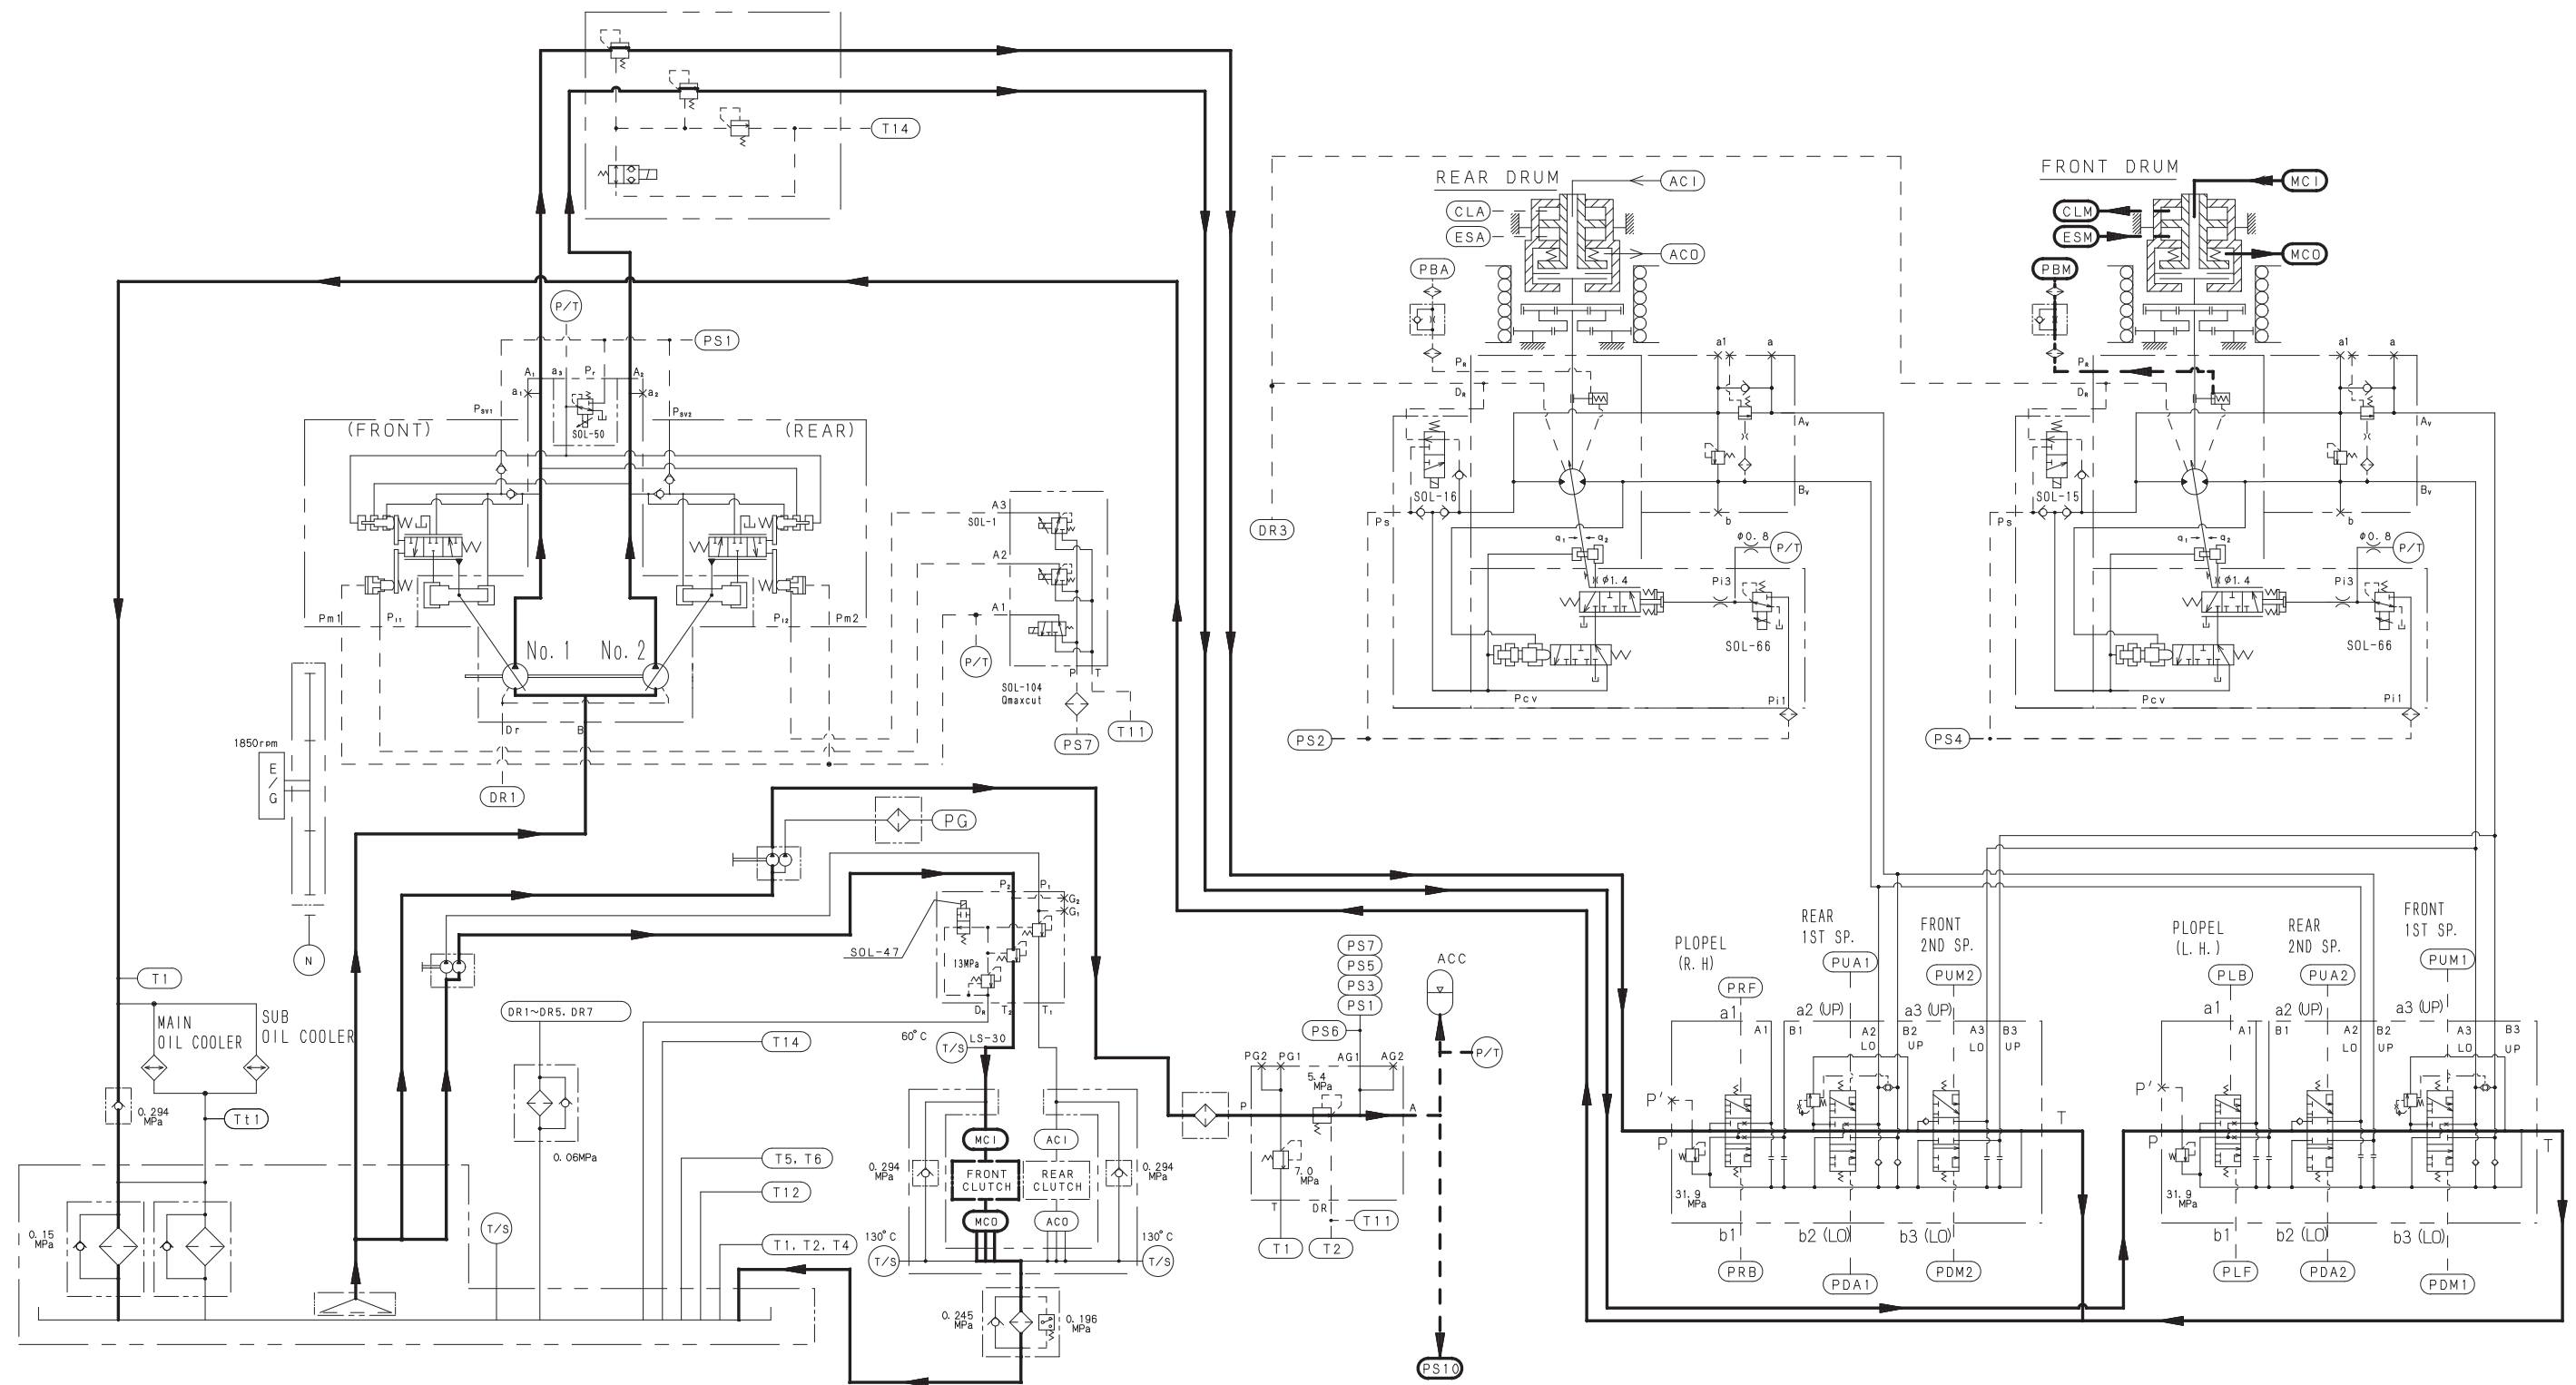 T14
REAR DRUM
ACI
CLA
ESA
ACO
PBA
FRONT DRUM
MCI
CLM
ESM
MCO
PBM
P/T
PS1
A1 a3 Pr A2
a1 a2
PSV1 PSV2
SOL-50
(FRONT) (REAR)
Pm1 P11 P12 Pm2
No. 1 No. 2
Dr B
DR1
1850rpm
E/G
N
A3
SOL-1
A2
A1
P/T
P T
SOL-104
Qmaxcut
PS7
T11
DR3
PR
DR
a1 a
AV
BV
SOL-16
Ps
b
q1 q2
ø0.8
P/T
ø1.4
Pi3
SOL-66
Pcv
Pi1
PS2
PR
DR
a1 a
AV
BV
SOL-15
Ps
b
q1 q2
ø0.8
P/T
ø1.4
Pi3
SOL-66
Pcv
Pi1
PS4
PG
P2 P1
G2
G1
SOL-47
13MPa
DR T2 T1
60°C
T/S
LS-30
T1
MAIN
OIL COOLER
SUB
OIL COOLER
0.294
MPa
Tt1
0.15
MPa
DR1~DR5. DR7
0.06MPa
T/S
T14
T5, T6
T12
T1, T2, T4
MCI
ACI
0.294
MPa
FRONT
CLUTCH
REAR
CLUTCH
0.294
MPa
MCO
ACO
130°C
T/S
130°C
T/S
0.245
MPa
0.196
MPa
PS7
PS5
PS3
PS1
PS6
ACC
P/T
PG2 PG1 AG1 AG2
5.4
MPa
P A
7.0
MPa
T DR
T11
T1
T2
PS10
PLOPEL
(R.H)
REAR
1ST SP.
FRONT
2ND SP.
PRF
PUA1
PUM2
a1 a2 (UP) a3 (UP)
A1 B1 A2 B2 A3 B3
LO UP LO UP
P'
P
T
31.9
MPa
b1 b2 (LO) b3 (LO)
PRB
PDA1
PDM2
PLOPEL
(L.H.)
REAR
2ND SP.
FRONT
1ST SP.
PLB
PUA2
PUM1
a1 a2 (UP) a3 (UP)
A1 B1 A2 B2 A3 B3
LO UP LO UP
P'
P
T
31.9
MPa
b1 b2 (LO) b3 (LO)
PLF
PDA2
PDM1